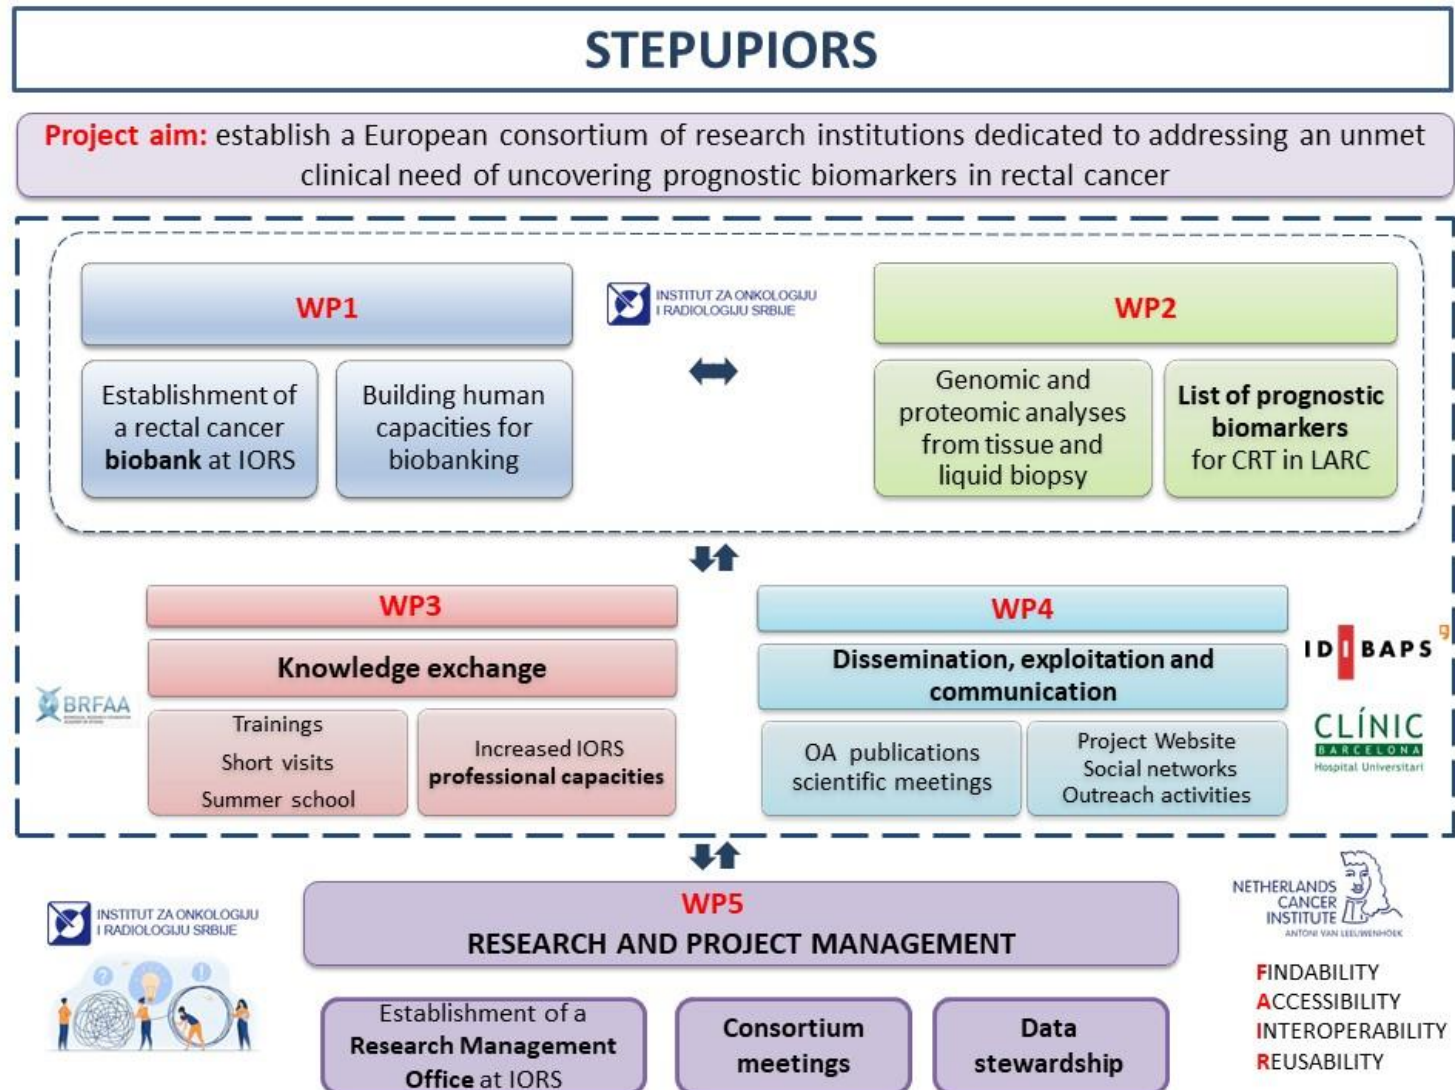 STEPUPIORS
Project aim: establish a European consortium of research institutions dedicated to addressing an unmet
clinical need of uncovering prognostic biomarkers in rectal cancer
WP1
INSTITUT ZA ONKOLOGIJU
I RADIOLOGIJU SRBIJE
WP2
Establishment of
a rectal cancer
biobank at IORS
Building human
capacities for
biobanking
Genomic and
proteomic analyses
from tissue and
liquid biopsy
List of prognostic
biomarkers
for CRT in LARC
WP3
Knowledge exchange
BRFAA
Trainings
Short visits
Summer school
Increased IORS
professional capacities
WP4
Dissemination, exploitation and
communication
OA publications
scientific meetings
Project Website
Social networks
Outreach activities
IDIBAPS
CLÍNIC
BARCELONA
Hospital Universitari
INSTITUT ZA ONKOLOGIJU
I RADIOLOGIJU SRBIJE
WP5
RESEARCH AND PROJECT MANAGEMENT
Establishment of a
Research Management
Office at IORS
Consortium
meetings
Data
stewardship
NETHERLANDS
CANCER
INSTITUTE
ANTONI VAN LEEUWENHOEK
FINDABILITY
ACCESSIBILITY
INTEROPERABILITY
REUSABILITY